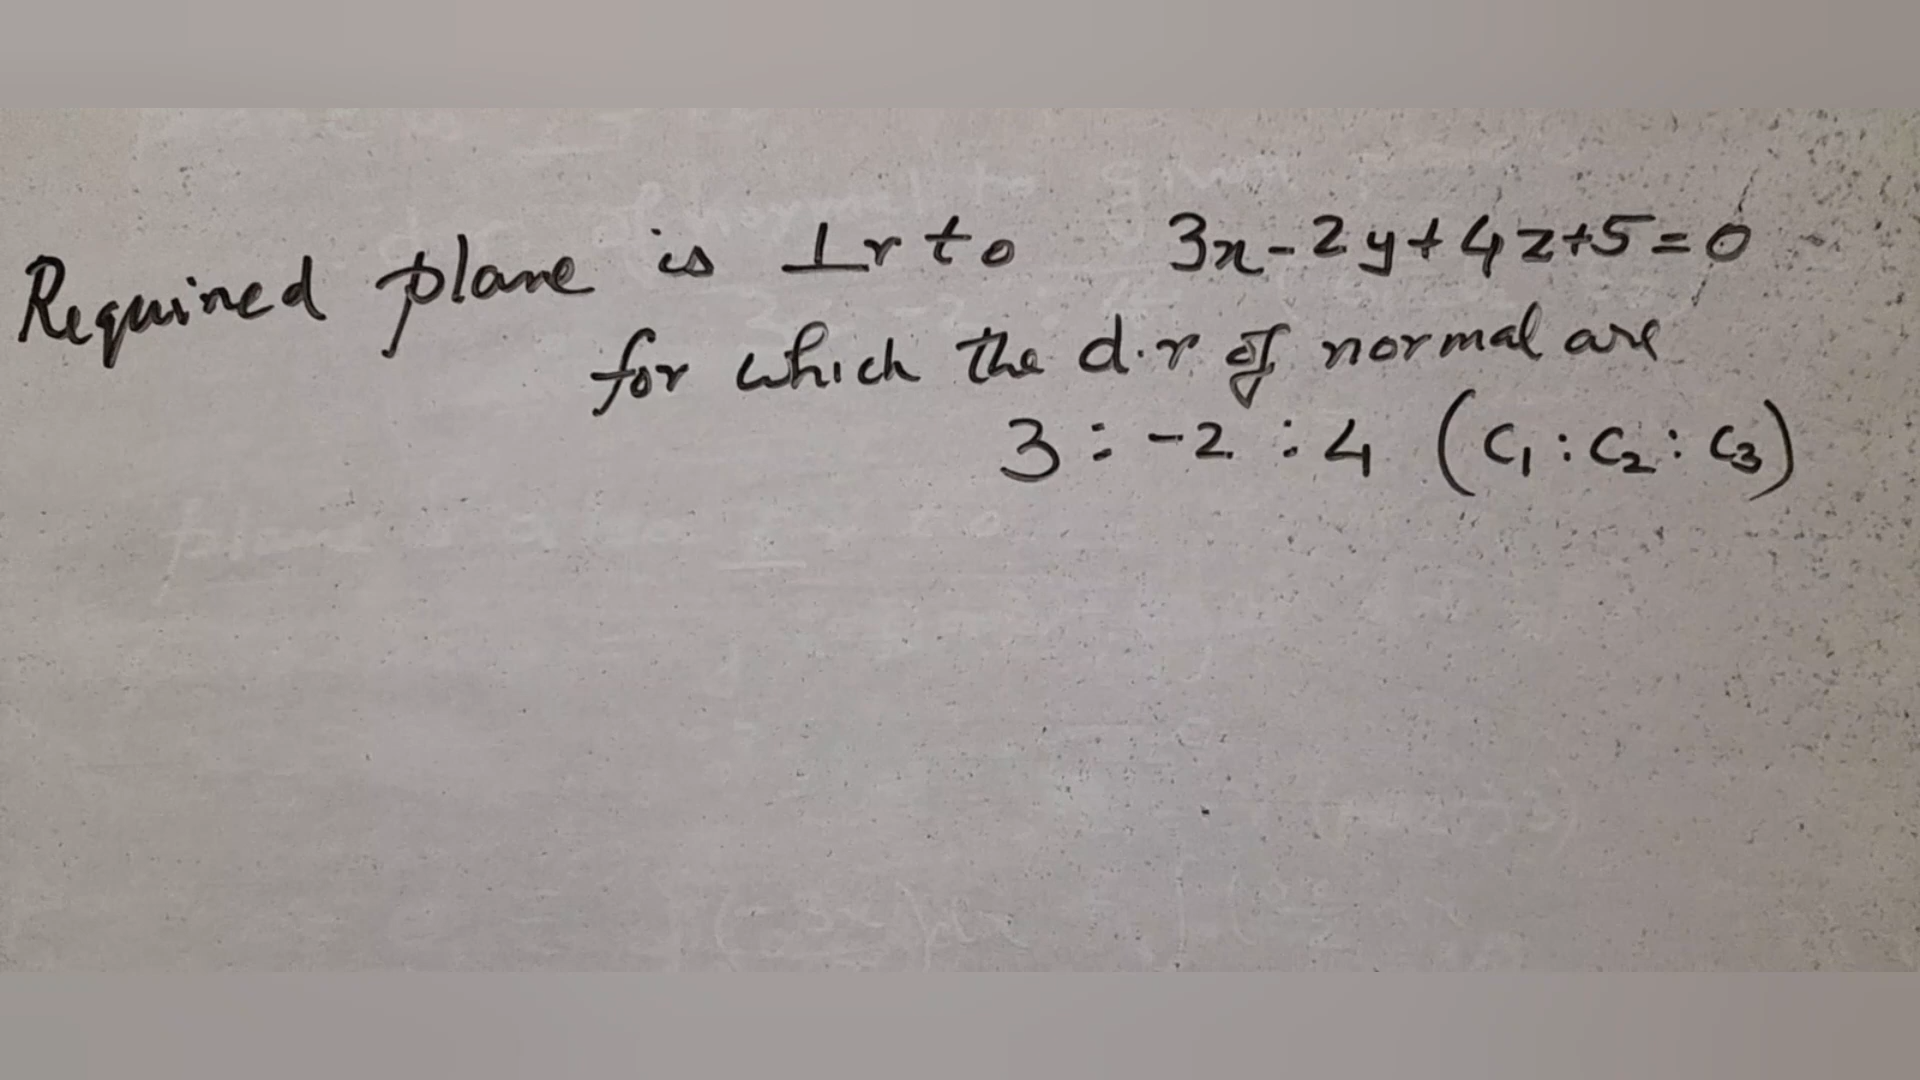 Required plane is ⊥r to 3x-2y+4z+5=0
for which the d.r of normal are
3 : -2 : 4 (C₁ : C₂ : C₃)